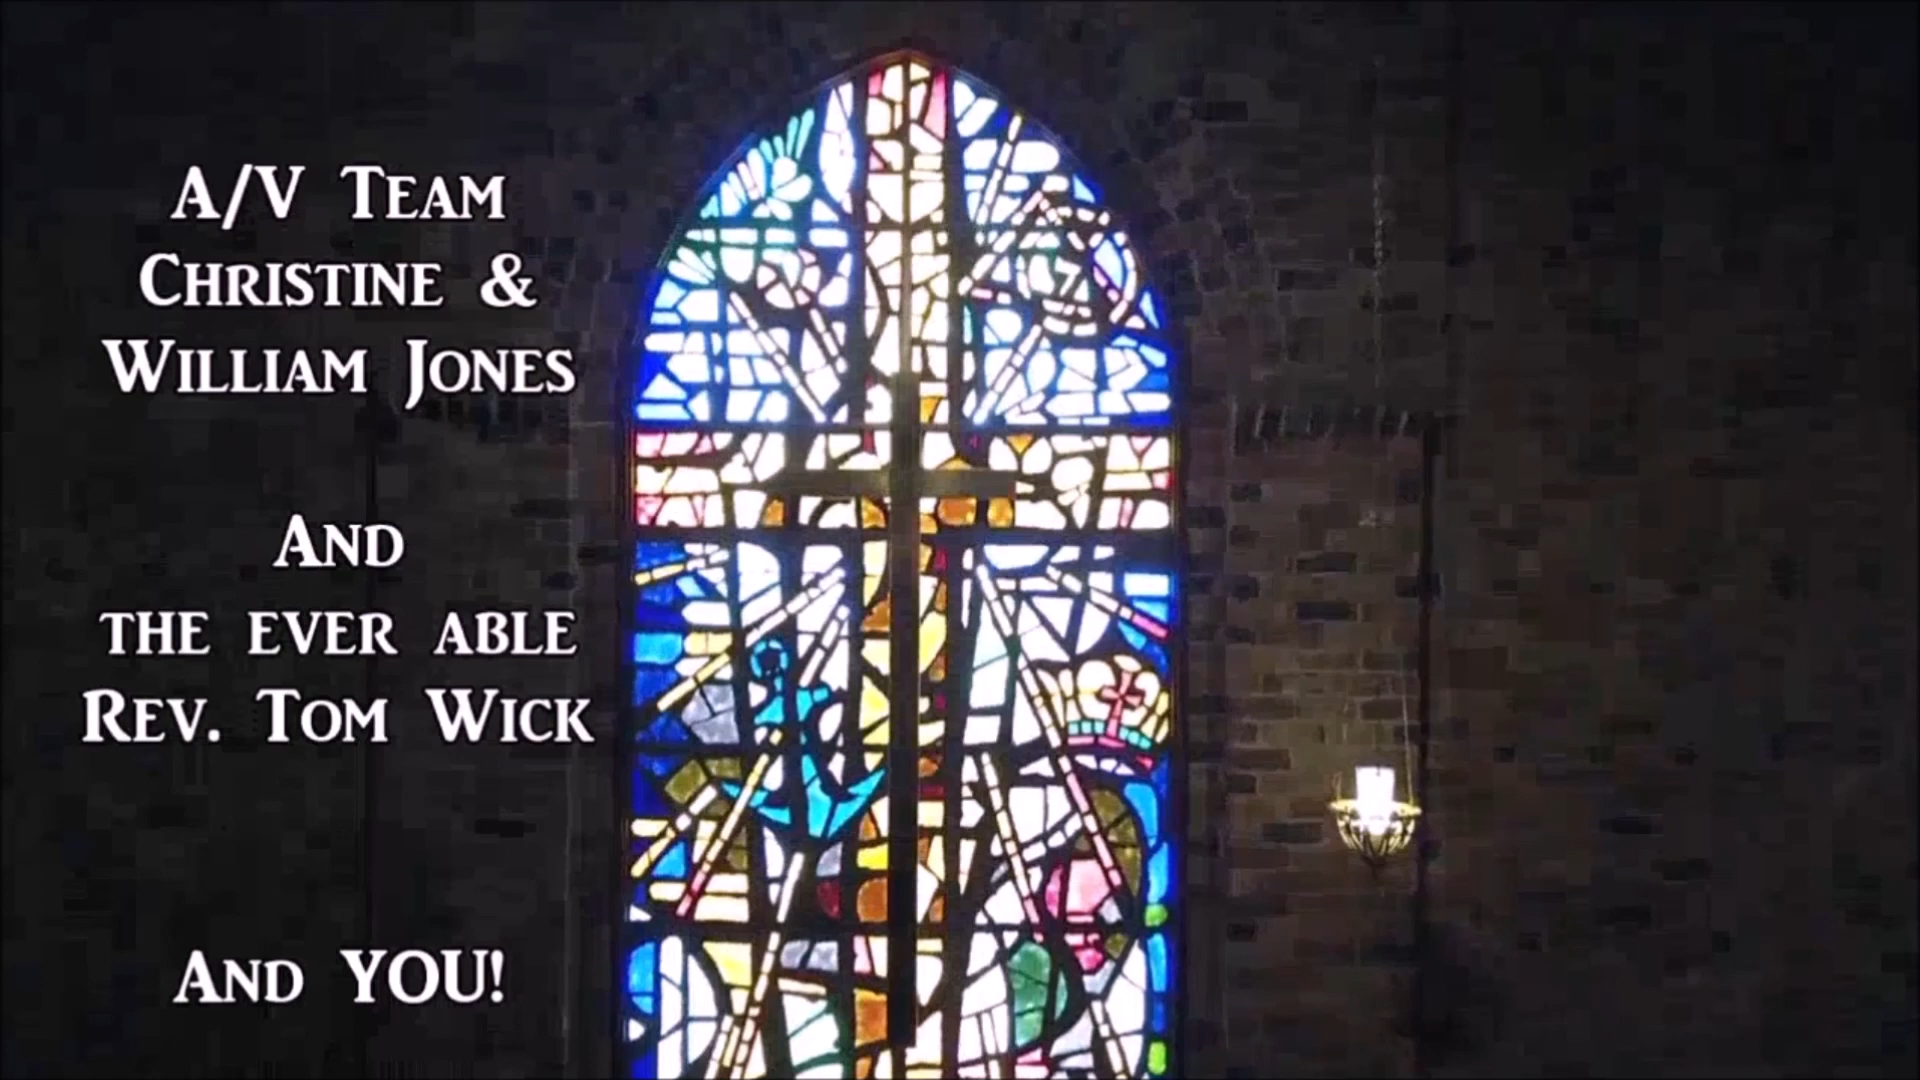 A/V Team
Christine &
William Jones
And
the ever able
Rev. Tom Wick
And YOU!